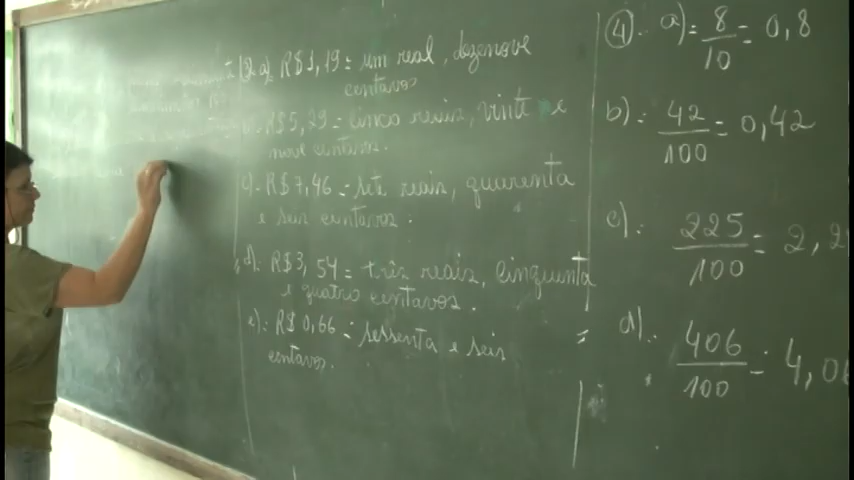 2 a) R$1,19 = um real, dezenove
centavos
b) R$5,29 = cinco reais, vinte e
nove centavos.
c) R$7,46 = sete reais, quarenta
e seis centavos.
d) R$3,54 = três reais, cinquenta
e quatro centavos.
e) R$0,66 = sessenta e seis
centavos.
4 a) 8/10 = 0,8
b) 42/100 = 0,42
c) 225/100 = 2,2
d) 406/100 = 4,0